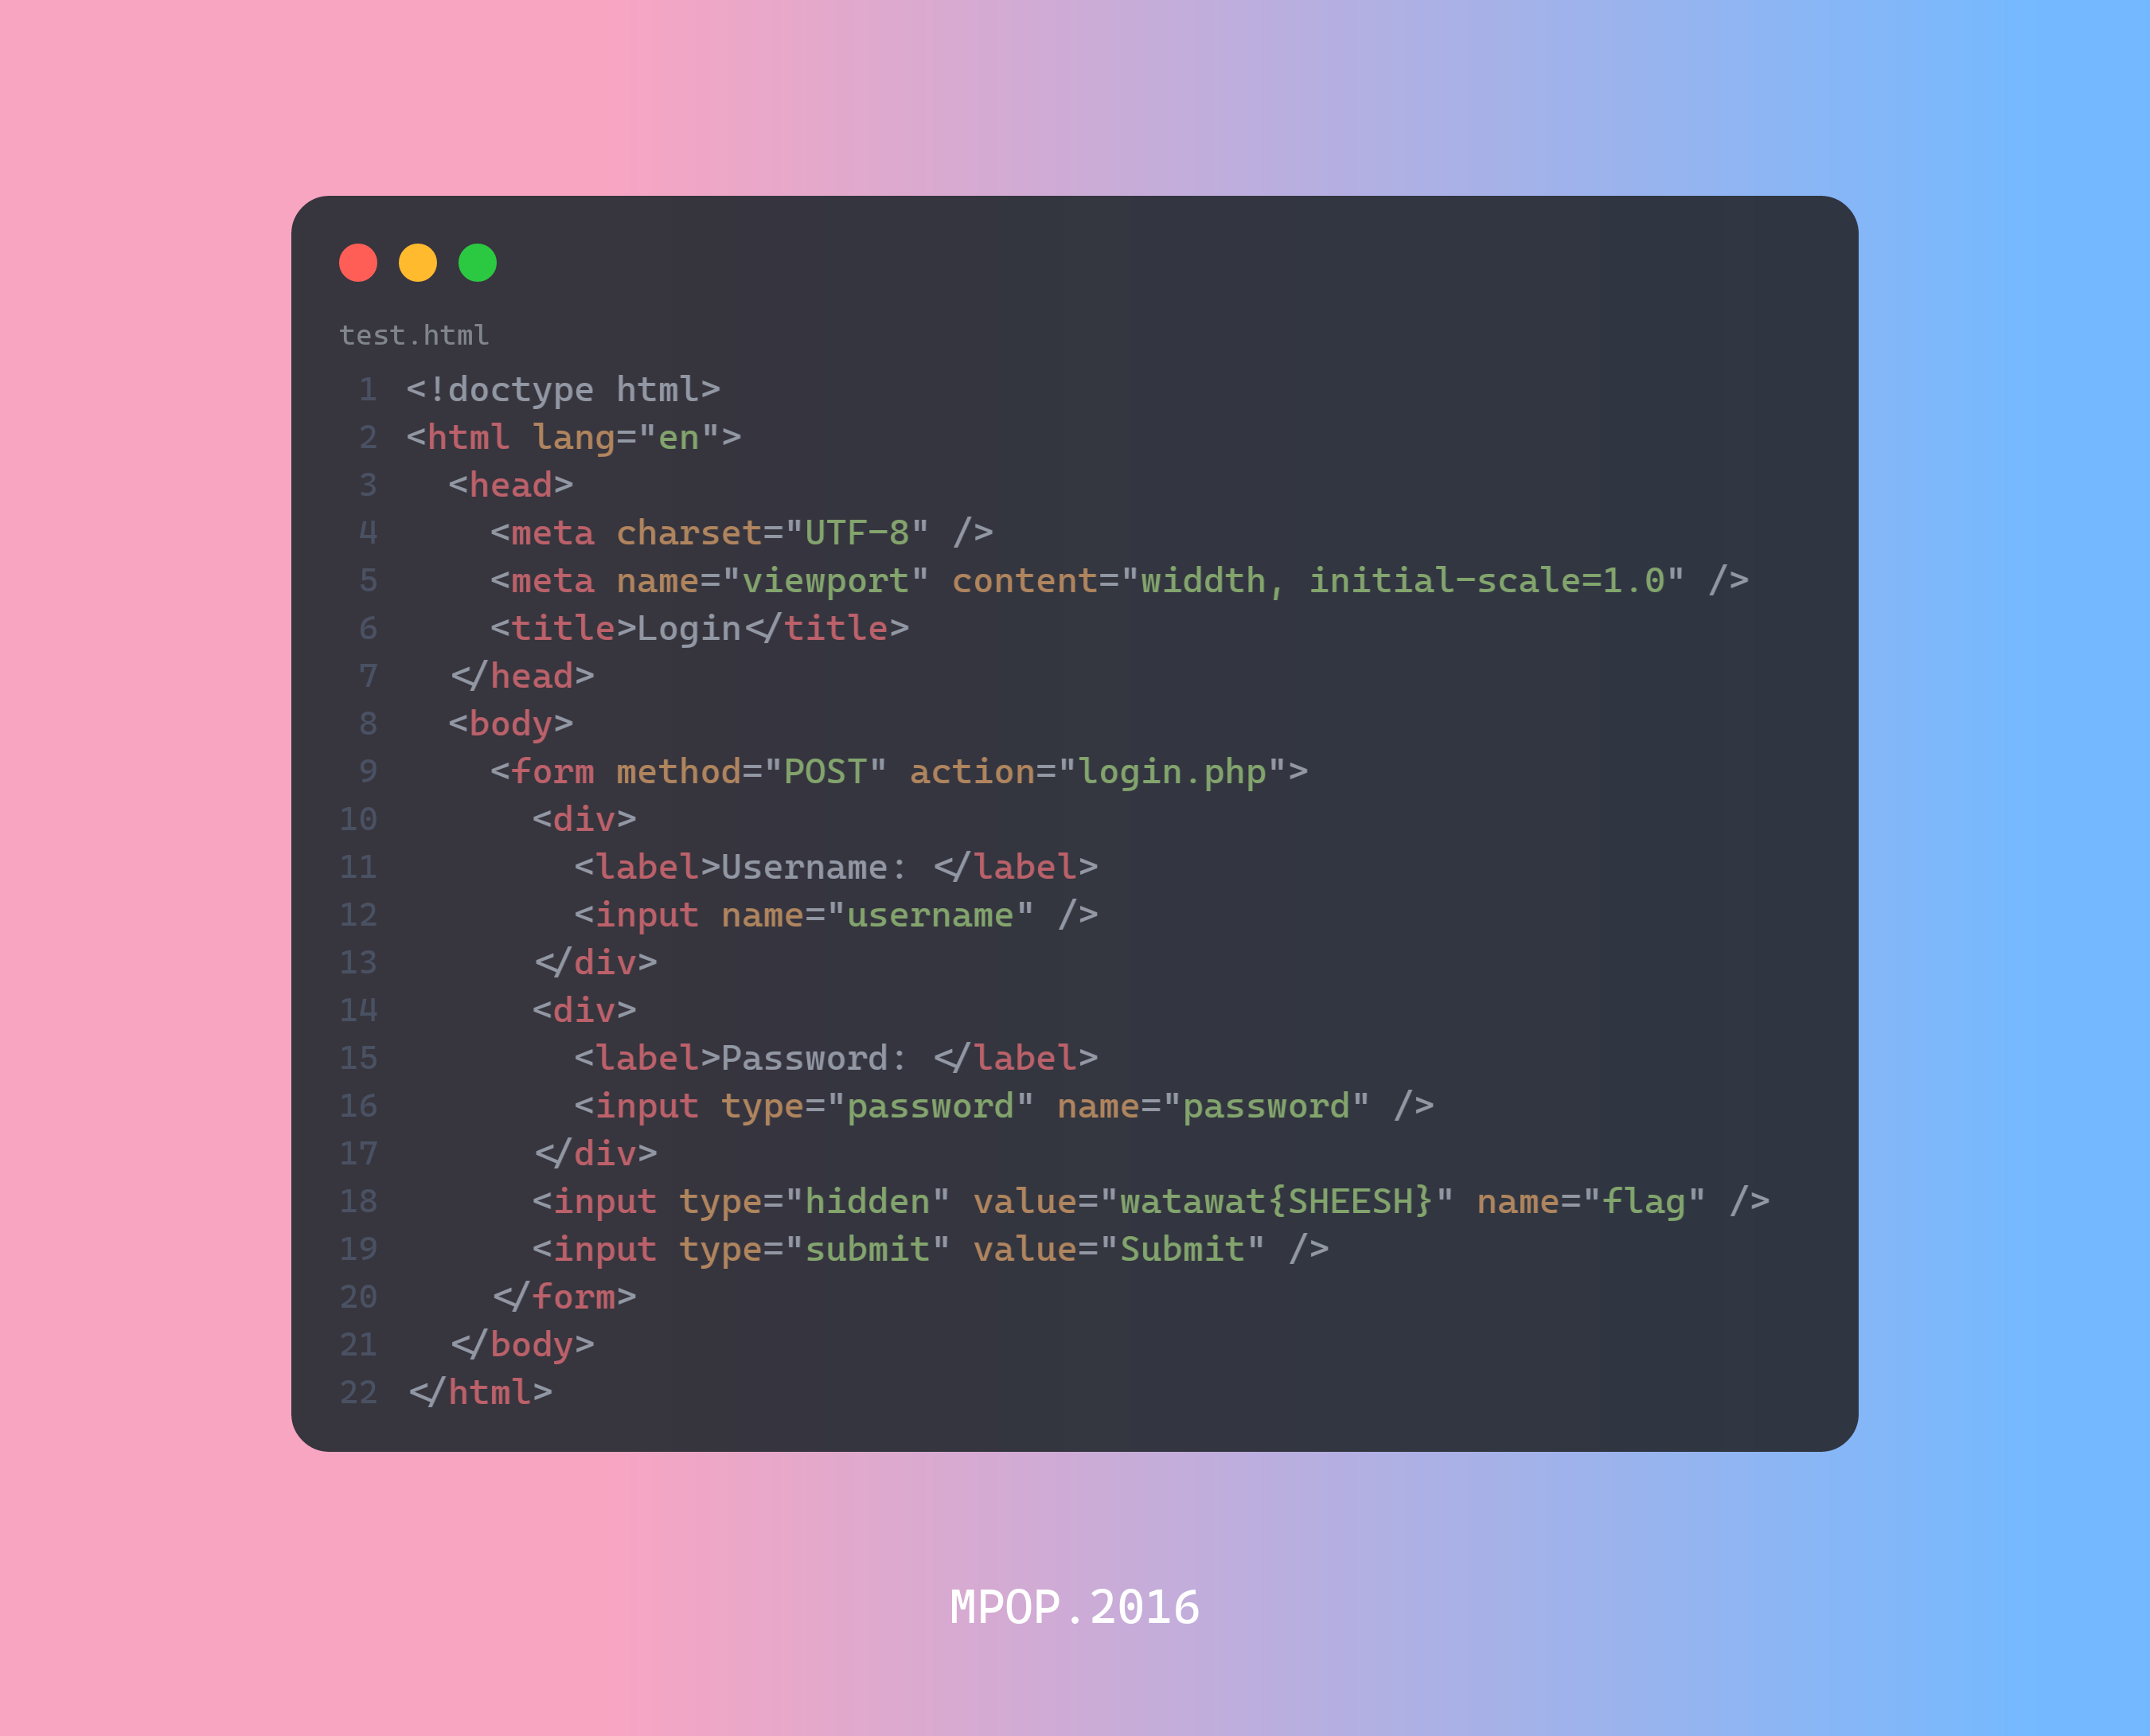 test.html
1 <!doctype html>
2 <html lang="en">
3   <head>
4     <meta charset="UTF-8" />
5     <meta name="viewport" content="widdth, initial-scale=1.0" />
6     <title>Login</title>
7   </head>
8   <body>
9     <form method="POST" action="login.php">
10       <div>
11         <label>Username: </label>
12         <input name="username" />
13       </div>
14       <div>
15         <label>Password: </label>
16         <input type="password" name="password" />
17       </div>
18       <input type="hidden" value="watawat{SHEESH}" name="flag" />
19       <input type="submit" value="Submit" />
20     </form>
21   </body>
22 </html>
MPOP.2016